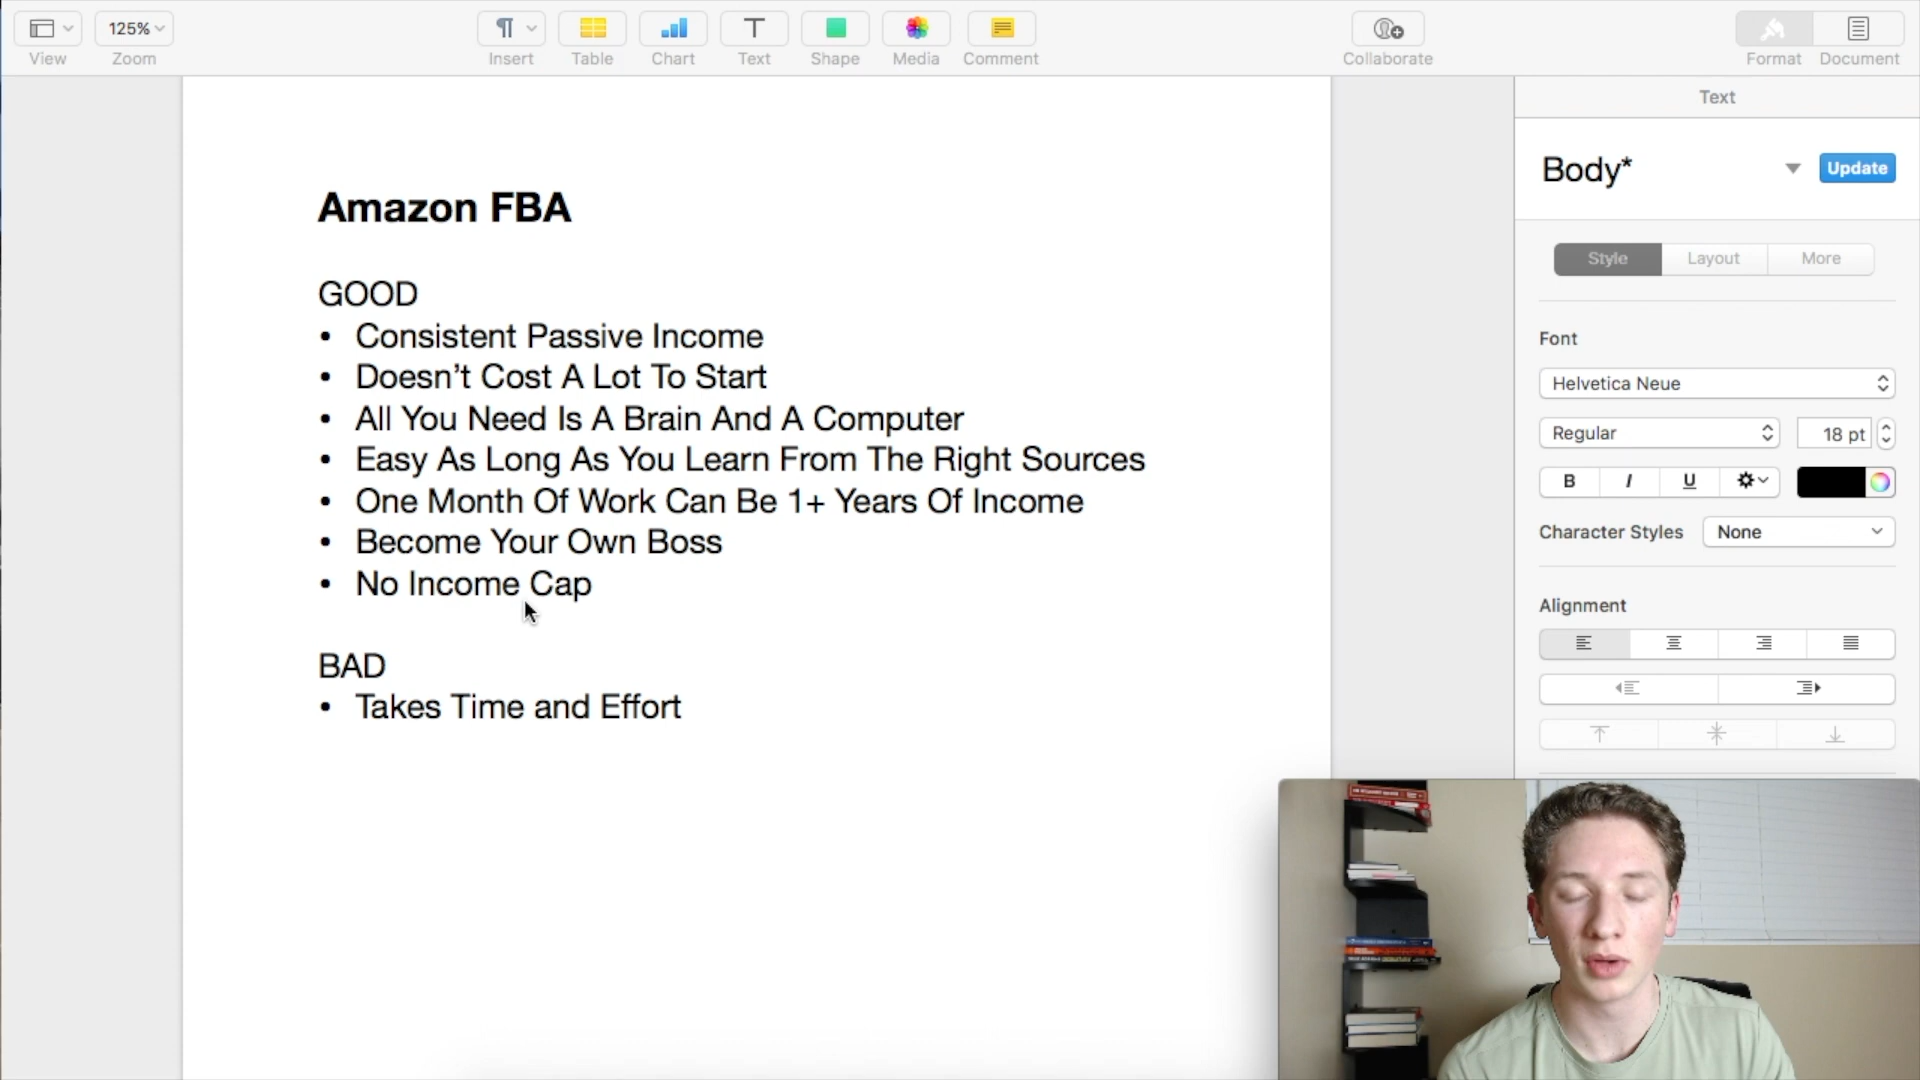 125%
View
Zoom
Insert
Table
Chart
Text
Shape
Media
Comment
Collaborate
Format
Document
Text
Body*
Update
Style
Layout
More
Font
Helvetica Neue
Regular
18 pt
B I U
Character Styles
None
Alignment
Amazon FBA
GOOD
• Consistent Passive Income
• Doesn’t Cost A Lot To Start
• All You Need Is A Brain And A Computer
• Easy As Long As You Learn From The Right Sources
• One Month Of Work Can Be 1+ Years Of Income
• Become Your Own Boss
• No Income Cap
BAD
• Takes Time and Effort